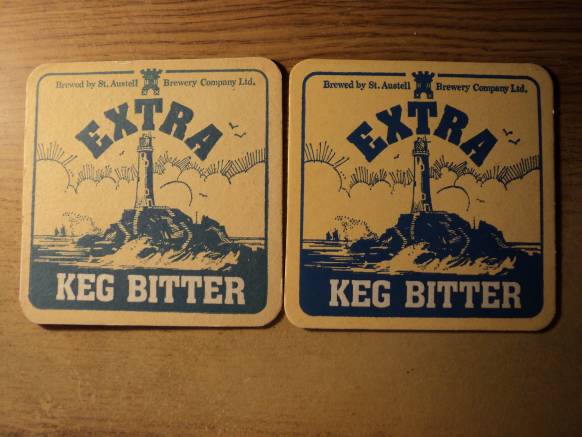 Brewed by St. Austell Brewery Company Ltd.
EXTRA
KEG BITTER
Brewed by St. Austell Brewery Company Ltd.
EXTRA
KEG BITTER